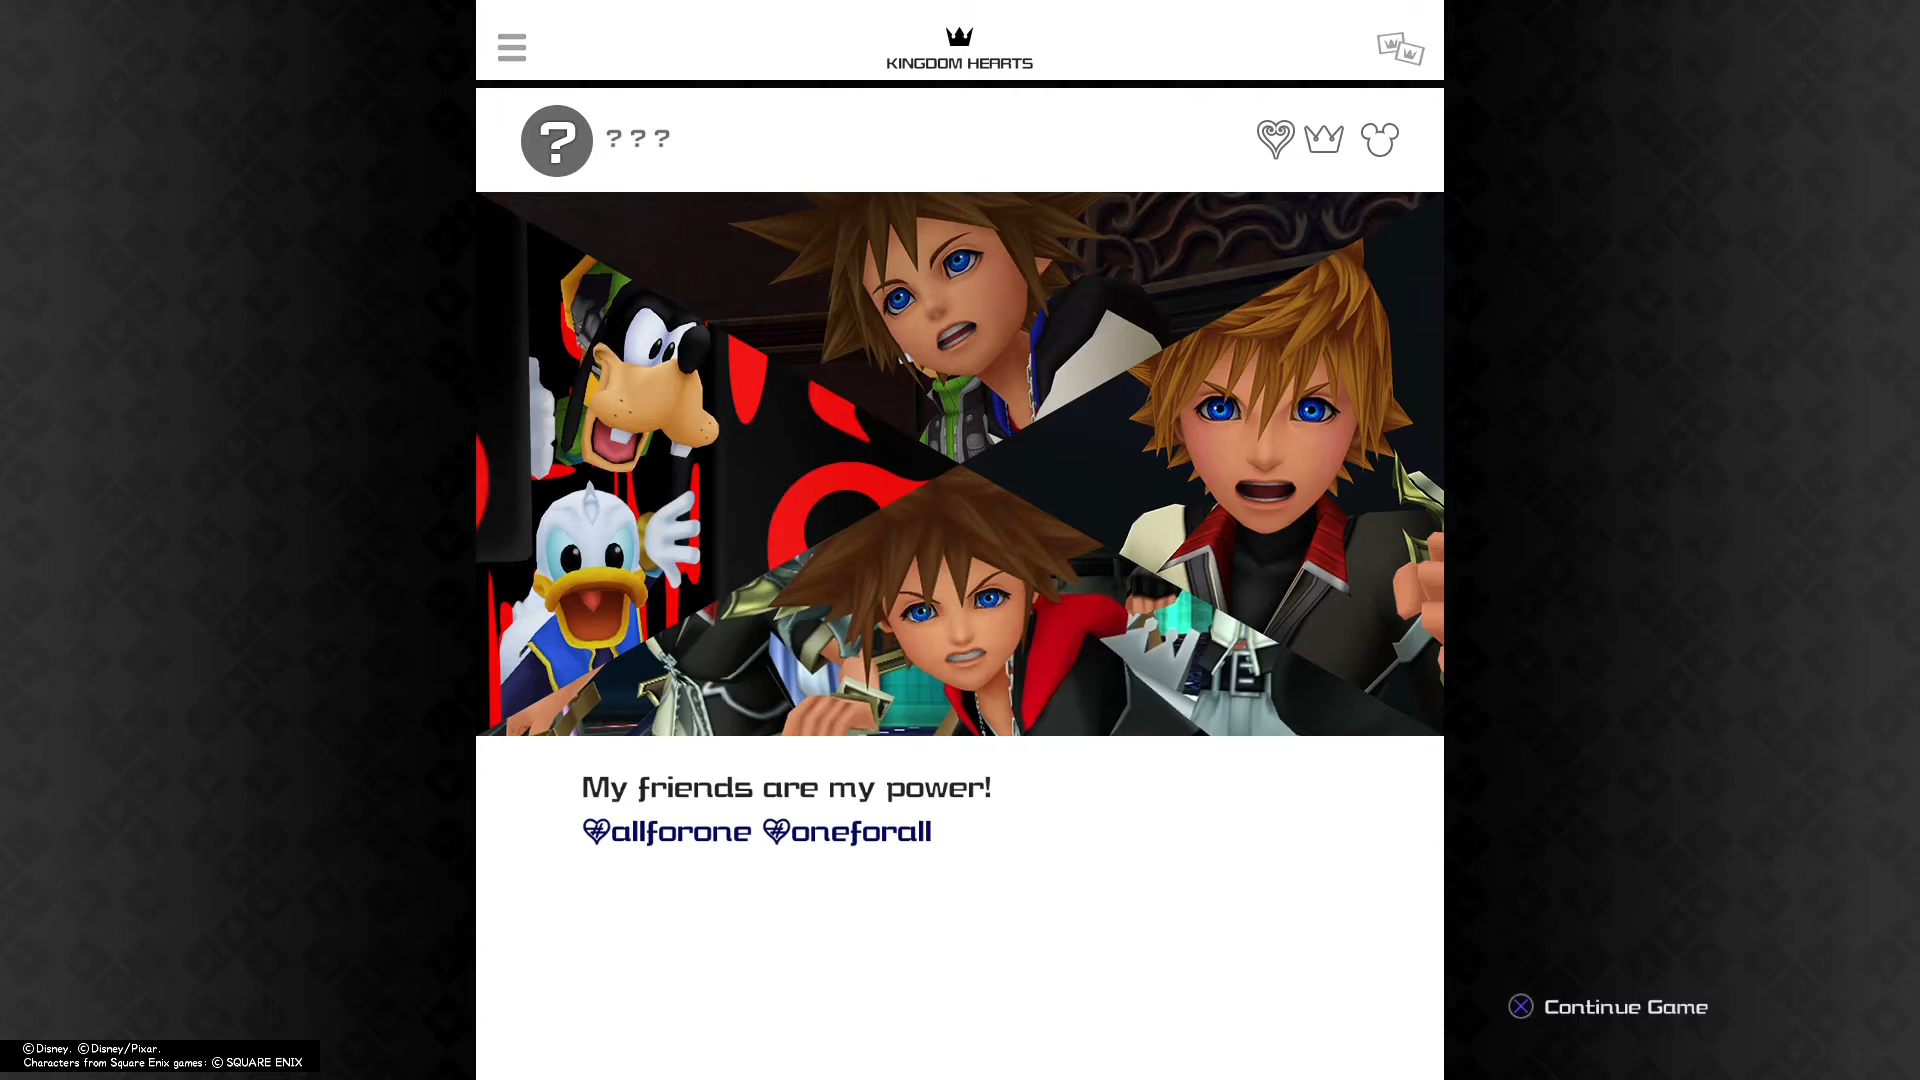 KINGDOM HEARTS
?
? ? ?
My friends are my power!
#allforone #oneforall
Continue Game
©Disney. ©Disney/Pixar.
Characters from Square Enix games: © SQUARE ENIX